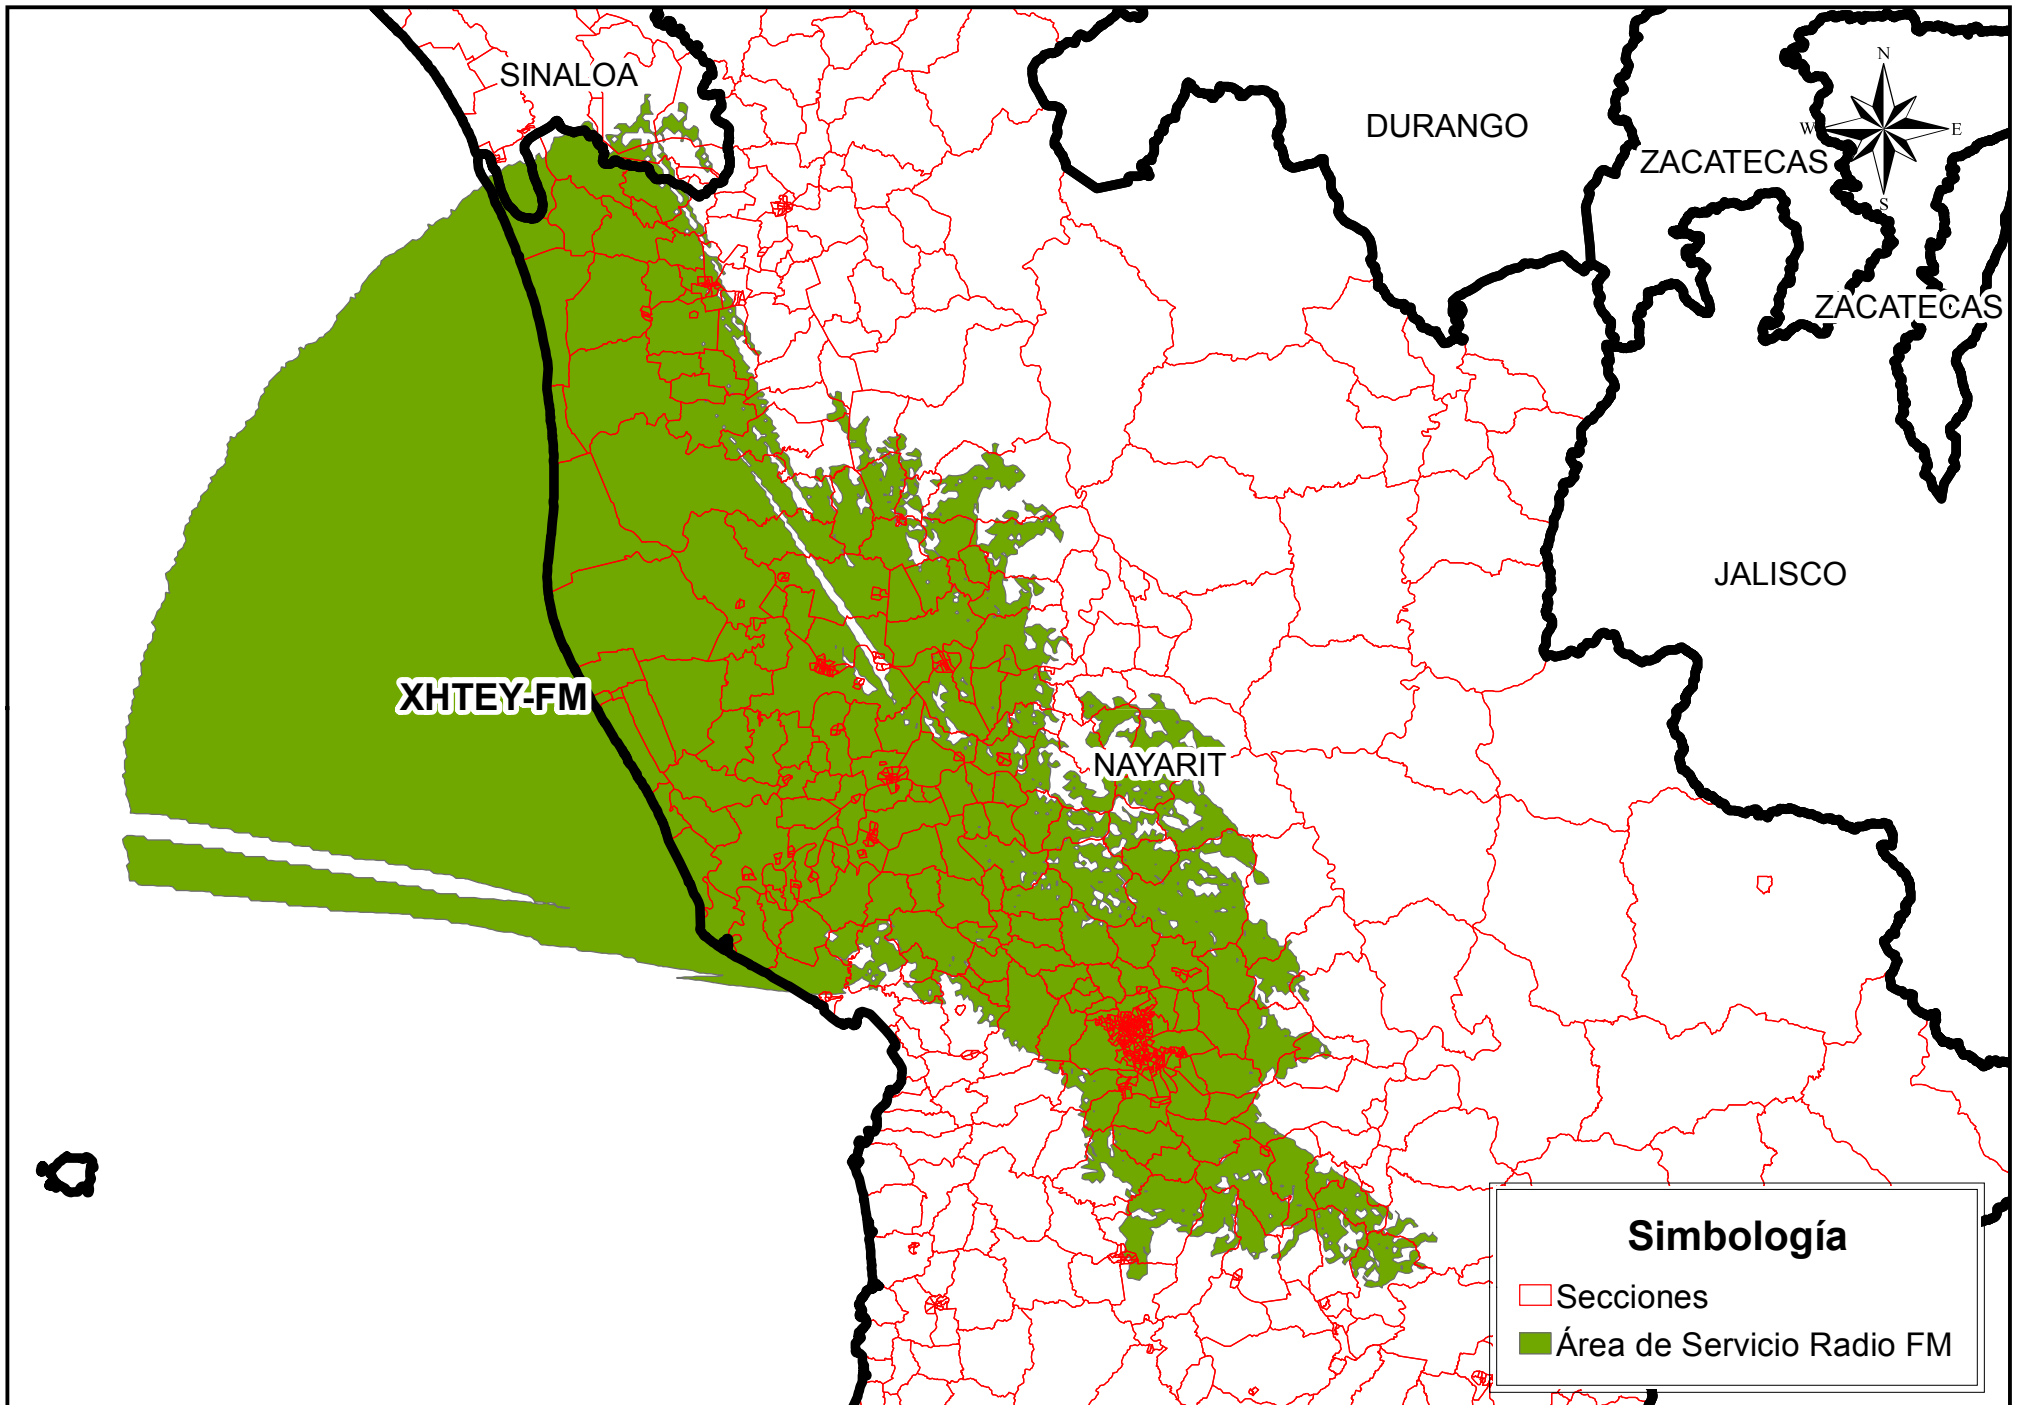 SINALOA
DURANGO
ZACATECAS
N
W
E
S
ZACATECAS
JALISCO
XHTEY-FM
NAYARIT
Simbología
Secciones
Área de Servicio Radio FM